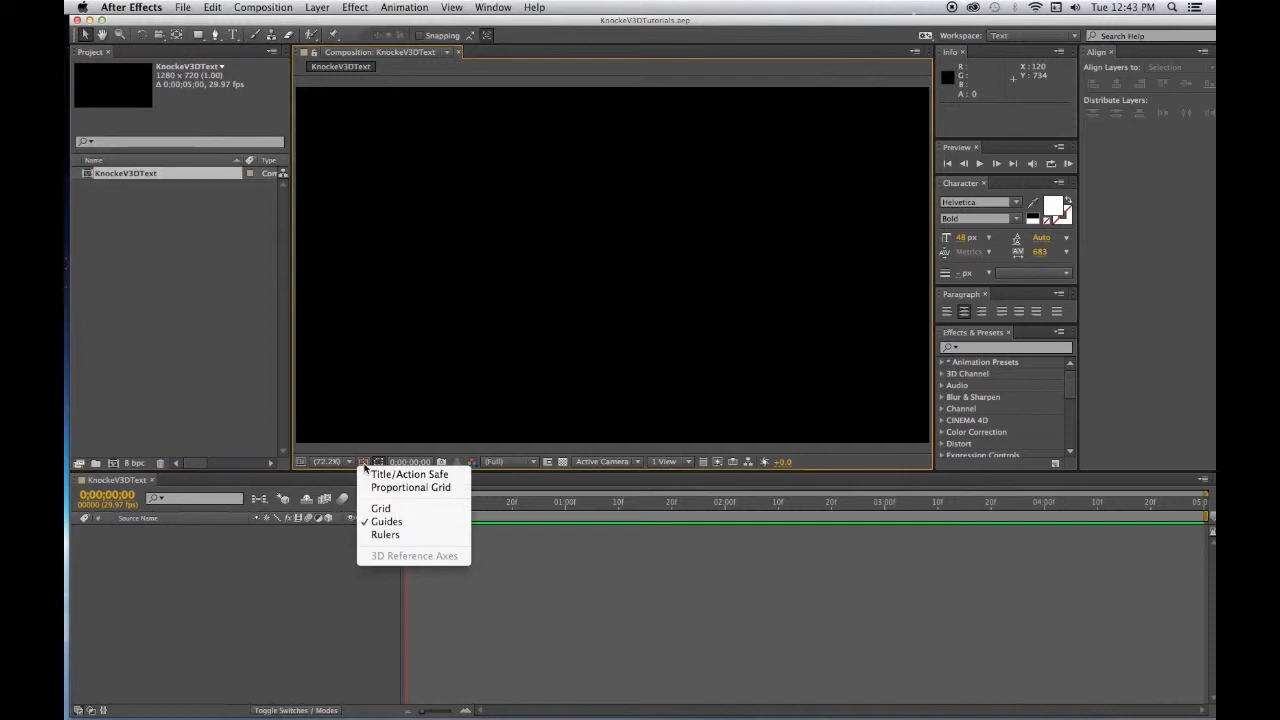 After Effects File Edit Composition Layer Effect Animation View Window Help Tue 12:43 PM
KnockeV3DTutorials.aep
Snapping Workspace: Text Search Help
Project
KnockeV3DText
1280 x 720 (1.00)
Δ 0;00;05;00, 29.97 fps)
Name Type
KnockeV3DText Con
8 bpc
Composition: KnockeV3DText
KnockeV3DText
(72.2%) 0;00;00;00 (Full) Active Camera 1 View +0.0
Title/Action Safe
Proportional Grid
Grid
✓ Guides
Rulers
3D Reference Axes
Info
R :
G :
B :
A : 0
X : 120
Y : 734
Preview
Character
Helvetica
Bold
48 px Auto
Metrics 683
- px
Paragraph
Effects & Presets
* Animation Presets
3D Channel
Audio
Blur & Sharpen
Channel
CINEMA 4D
Color Correction
Distort
Expression Controls
Align
Align Layers to: Selection
Distribute Layers:
KnockeV3DText
0;00;00;00
00000 (29.97 fps)
# Source Name
20f 01:00f 10f 20f 02:00f 10f 20f 03:00f 10f 20f 04:00f 10f 20f 05:0
Toggle Switches / Modes